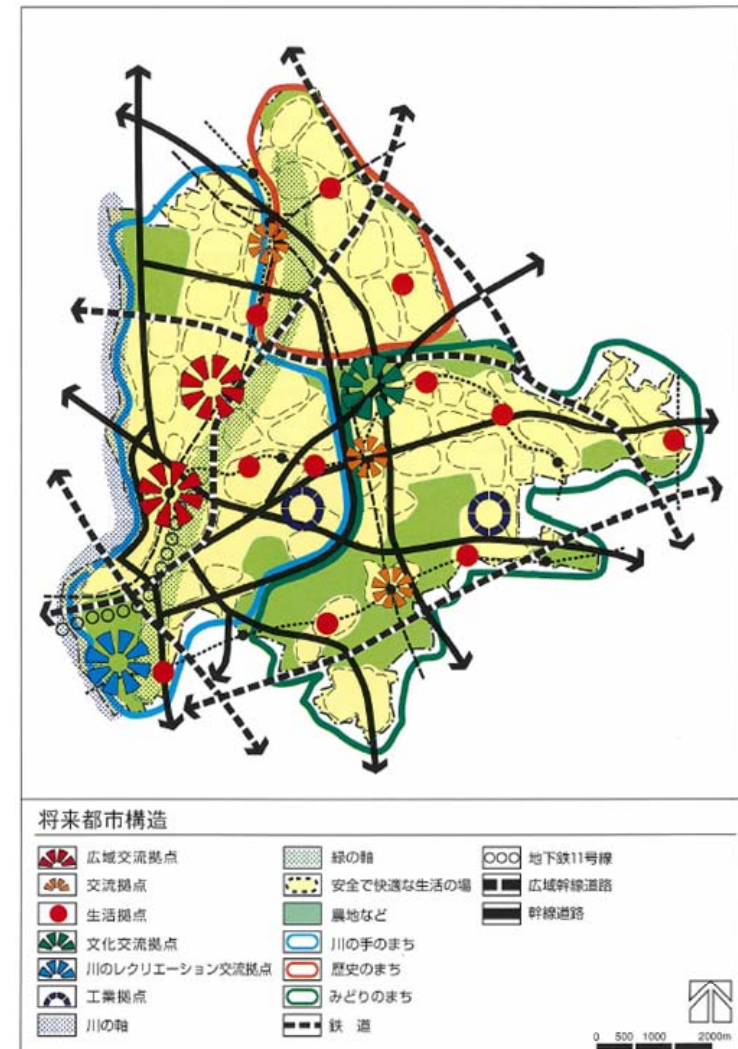 将来都市構造
広域交流拠点
交流拠点
生活拠点
文化交流拠点
川のレクリエーション交流拠点
工業拠点
川の軸
緑の軸
安全で快適な生活の場
農地など
川の手のまち
歴史のまち
みどりのまち
鉄 道
地下鉄11号線
広域幹線道路
幹線道路
0 500 1000 2000m